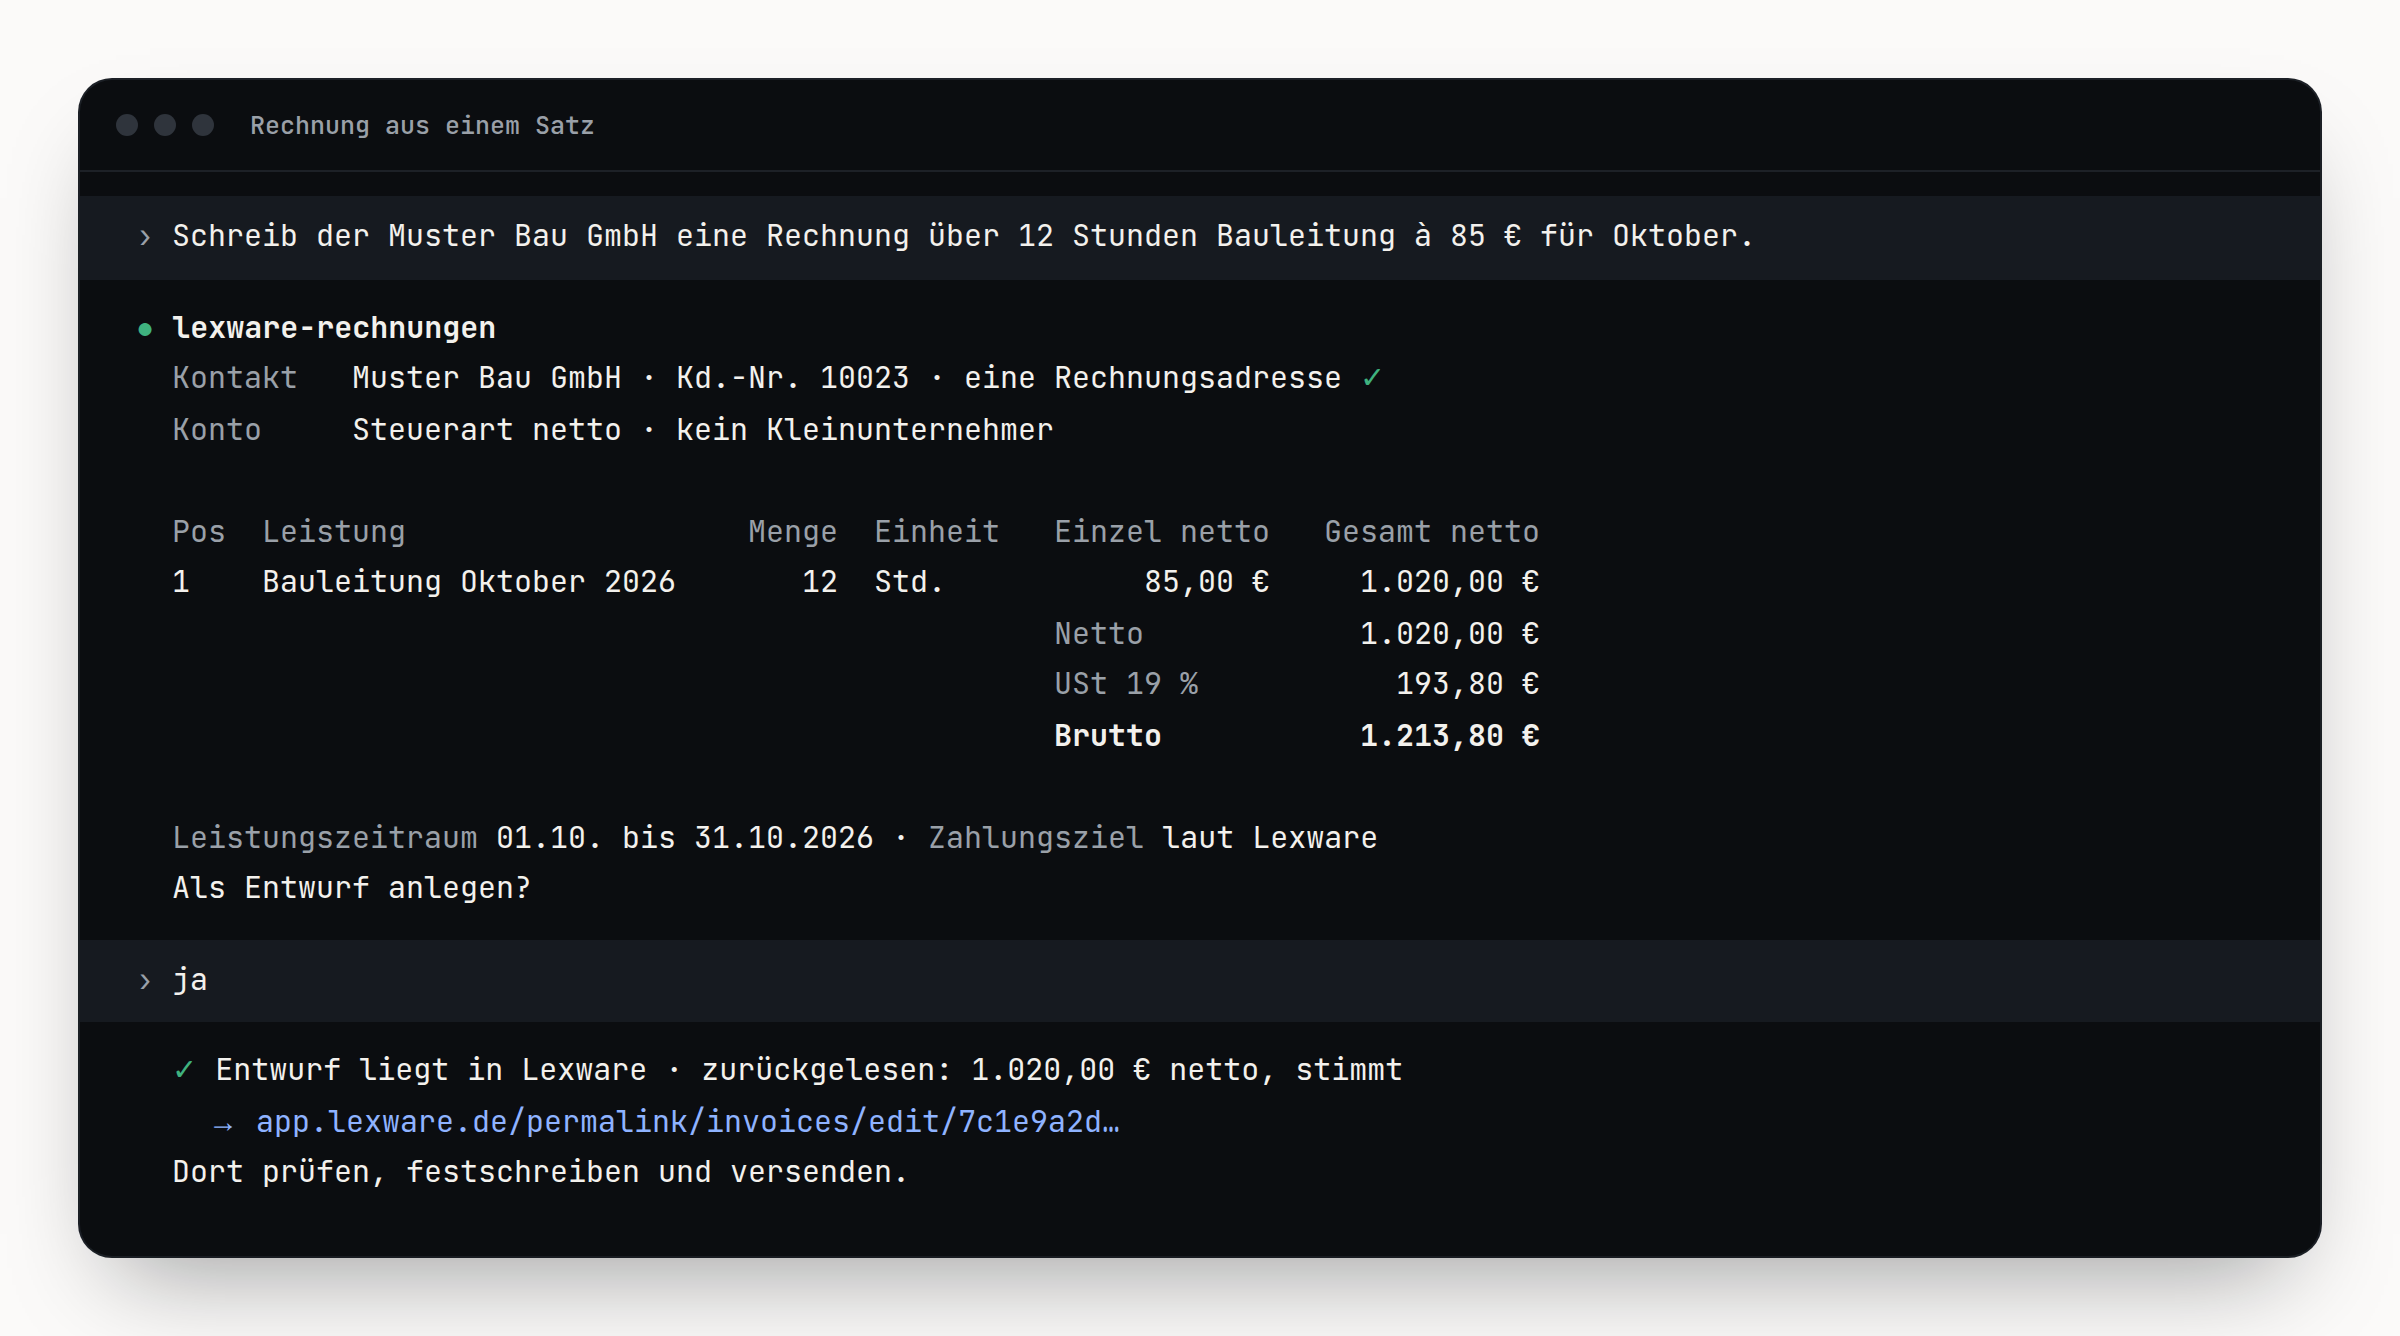 Rechnung aus einem Satz
› Schreib der Muster Bau GmbH eine Rechnung über 12 Stunden Bauleitung à 85 € für Oktober.
● lexware-rechnungen
Kontakt Muster Bau GmbH · Kd.-Nr. 10023 · eine Rechnungsadresse ✓
Konto Steuerart netto · kein Kleinunternehmer
Pos Leistung Menge Einheit Einzel netto Gesamt netto
1 Bauleitung Oktober 2026 12 Std. 85,00 € 1.020,00 €
Netto 1.020,00 €
USt 19 % 193,80 €
Brutto 1.213,80 €
Leistungszeitraum 01.10. bis 31.10.2026 · Zahlungsziel laut Lexware
Als Entwurf anlegen?
› ja
✓ Entwurf liegt in Lexware · zurückgelesen: 1.020,00 € netto, stimmt
→ app.lexware.de/permalink/invoices/edit/7c1e9a2d…
Dort prüfen, festschreiben und versenden.